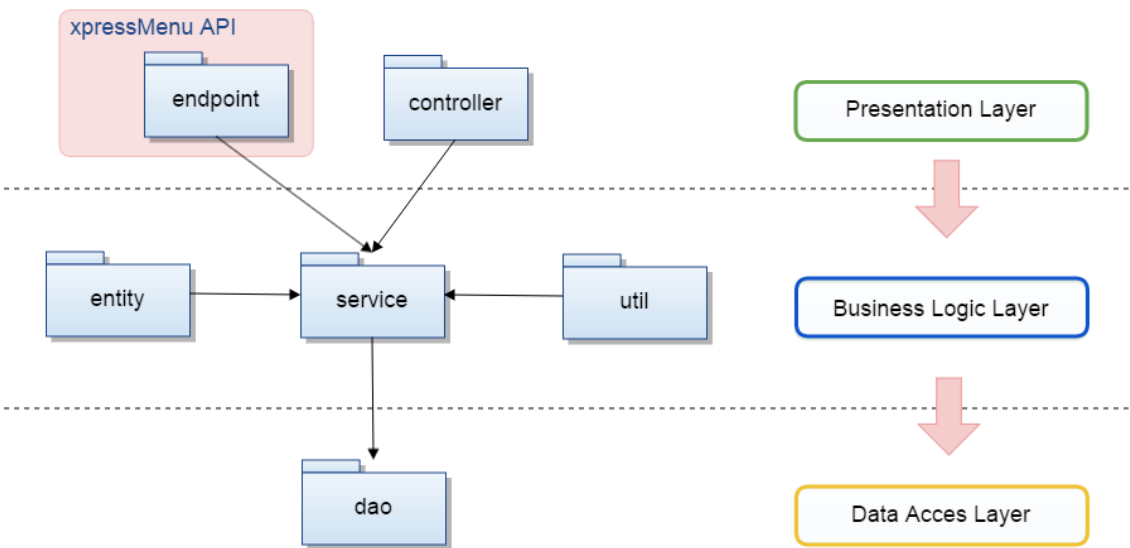 xpressMenu API
endpoint
controller
Presentation Layer
entity
service
util
Business Logic Layer
dao
Data Acces Layer